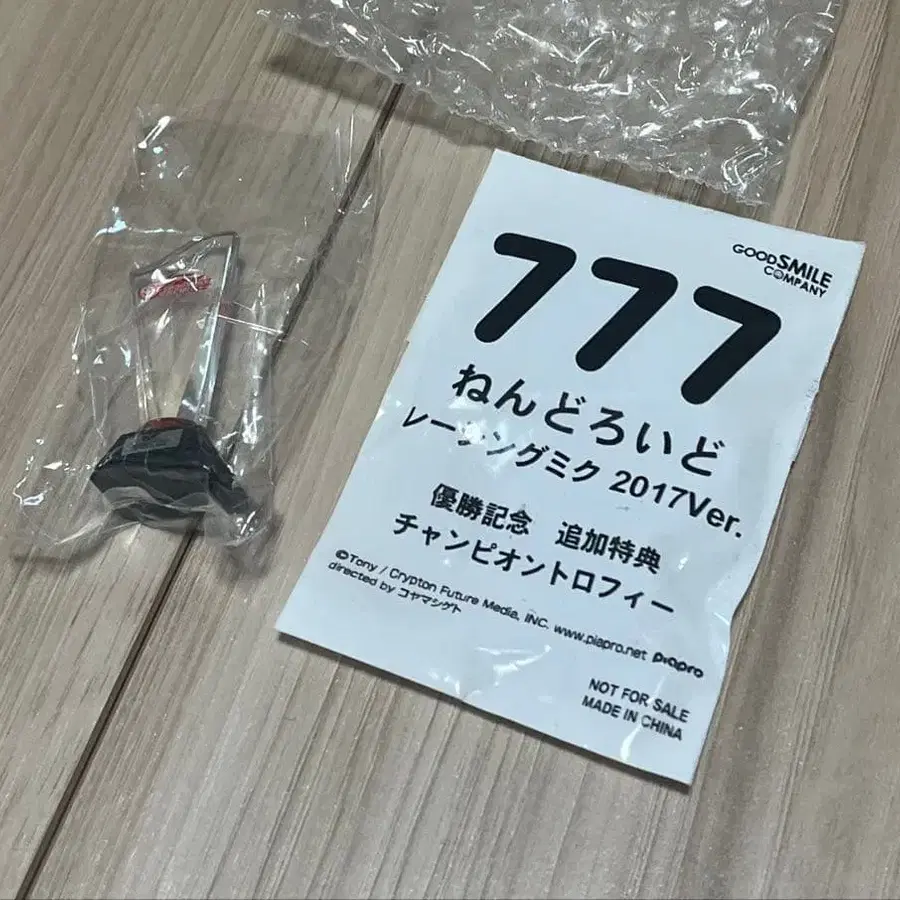 GOODSMILE
COMPANY
777
ねんどろいど
レーシングミク 2017Ver.
優勝記念 追加特典
チャンピオントロフィー
©Tony / Crypton Future Media, INC. www.piapro.net piapro
directed by コヤマシゲト
NOT FOR SALE
MADE IN CHINA